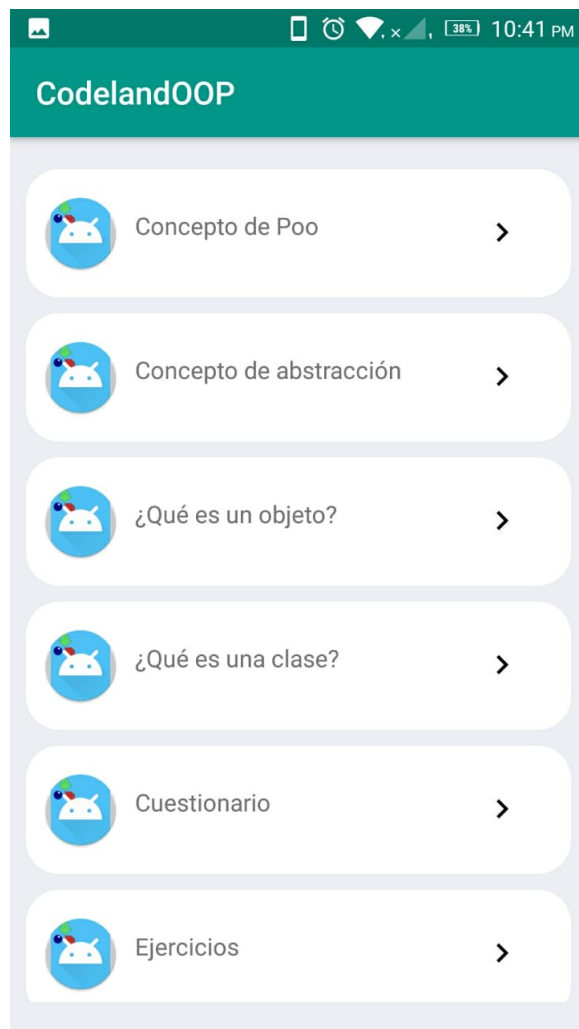 38% 10:41 PM
CodelandOOP
Concepto de Poo
Concepto de abstracción
¿Qué es un objeto?
¿Qué es una clase?
Cuestionario
Ejercicios